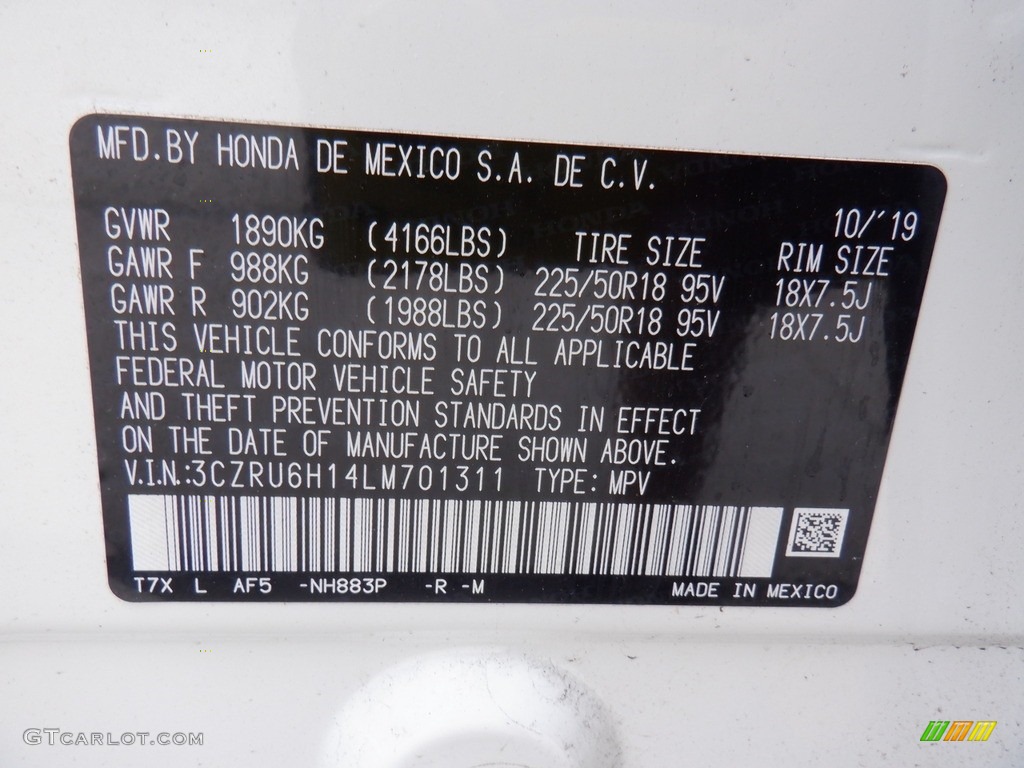 MFD.BY HONDA DE MEXICO S.A. DE C.V.
10/'19
GVWR 1890KG (4166LBS) TIRE SIZE RIM SIZE
GAWR F 988KG (2178LBS) 225/50R18 95V 18X7.5J
GAWR R 902KG (1988LBS) 225/50R18 95V 18X7.5J
THIS VEHICLE CONFORMS TO ALL APPLICABLE
FEDERAL MOTOR VEHICLE SAFETY
AND THEFT PREVENTION STANDARDS IN EFFECT
ON THE DATE OF MANUFACTURE SHOWN ABOVE.
V.I.N.:3CZRU6H14LM701311 TYPE: MPV
T7X L AF5 -NH883P -R -M MADE IN MEXICO
GTCARLOT.COM